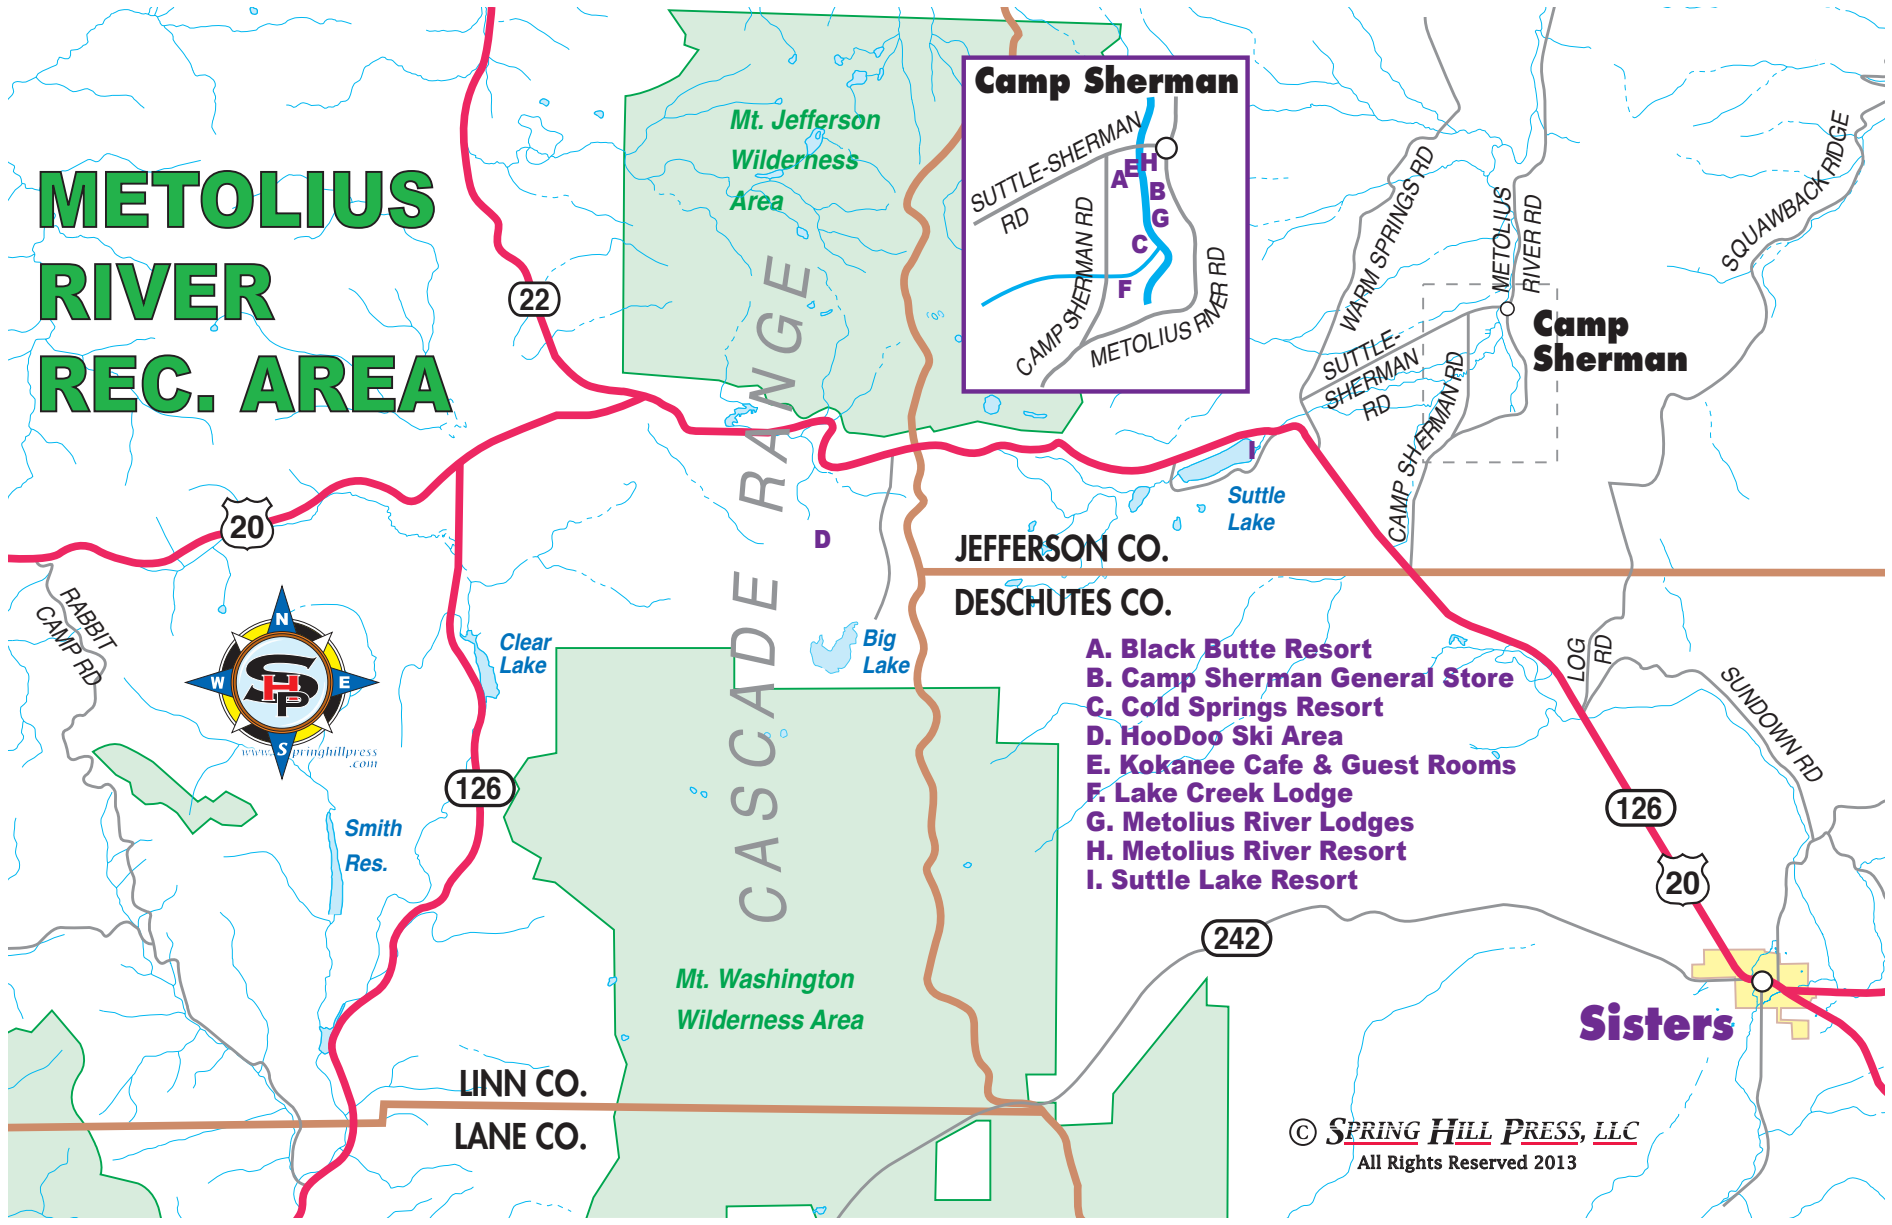 METOLIUS
RIVER
REC. AREA
Mt. Jefferson
Wilderness
Area
Camp Sherman
SUTTLE-SHERMAN
RD
CAMP SHERMAN RD
METOLIUS RIVER RD
A
E
H
B
G
C
F
22
WARM SPRINGS RD
METOLIUS
RIVER RD
SQUAWBACK RIDGE
SUTTLE-
SHERMAN
RD
CAMP SHERMAN RD
Camp
Sherman
CASCADE RANGE
I
Suttle
Lake
20
D
JEFFERSON CO.
DESCHUTES CO.
RABBIT
CAMP RD
N
W
E
S
SHP
www.Springhillpress
.com
Clear
Lake
Big
Lake
LOG
RD
SUNDOWN RD
A. Black Butte Resort
B. Camp Sherman General Store
C. Cold Springs Resort
D. HooDoo Ski Area
E. Kokanee Cafe & Guest Rooms
F. Lake Creek Lodge
G. Metolius River Lodges
H. Metolius River Resort
I. Suttle Lake Resort
126
126
Smith
Res.
20
242
Mt. Washington
Wilderness Area
Sisters
LINN CO.
LANE CO.
© SPRING HILL PRESS, LLC
All Rights Reserved 2013